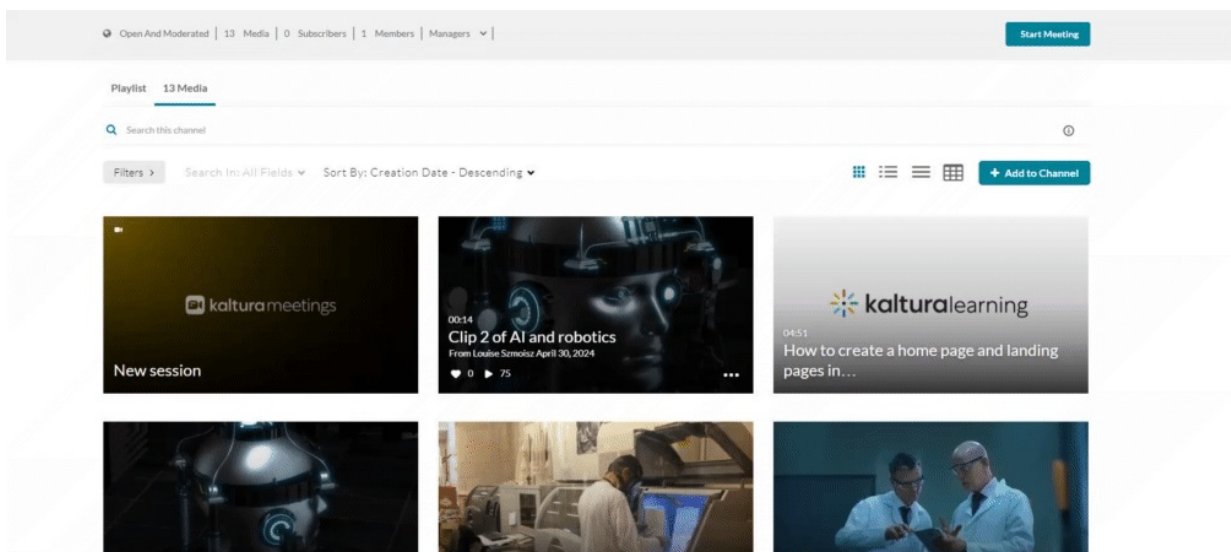 Open And Moderated | 13 Media | 0 Subscribers | 1 Members | Managers |
Start Meeting
Playlist 13 Media
Search this channel
Filters > Search In: All Fields Sort By: Creation Date - Descending
+ Add to Channel
kaltura meetings
New session
00:14
Clip 2 of AI and robotics
From Louise Szmoisz April 30, 2024
0 75
kalturalearning
04:51
How to create a home page and landing
pages in...